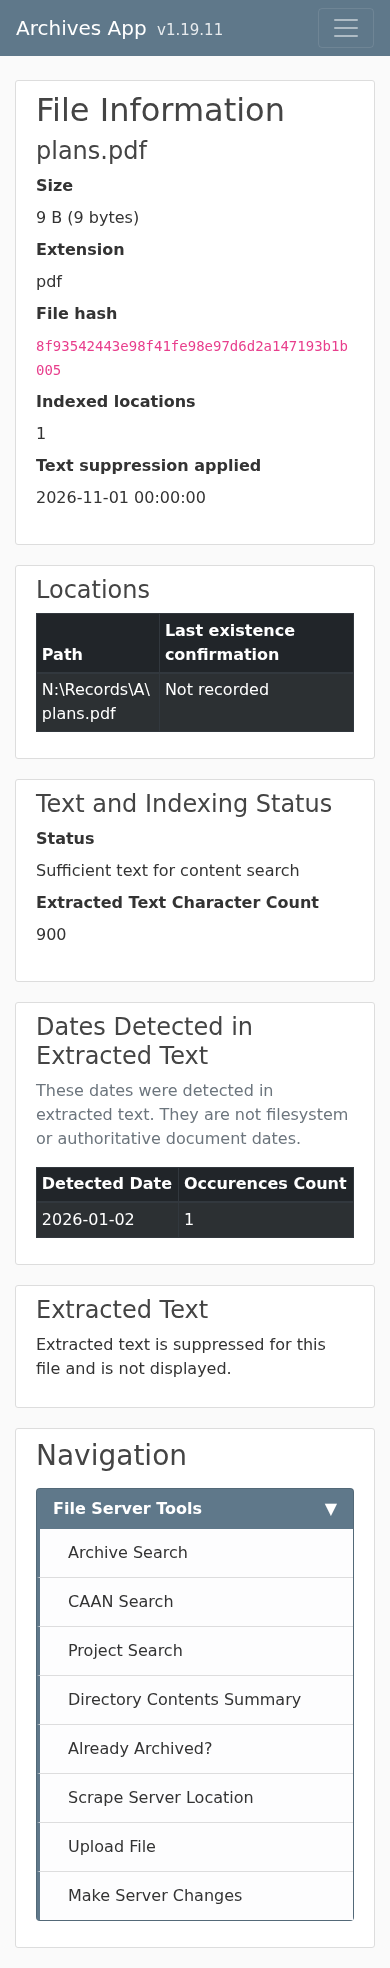 Archives App v1.19.11
File Information
plans.pdf
Size
9 B (9 bytes)
Extension
pdf
File hash
8f93542443e98f41fe98e97d6d2a147193b1b
005
Indexed locations
1
Text suppression applied
2026-11-01 00:00:00
Locations
Path
Last existence
confirmation
N:\Records\A\
plans.pdf
Not recorded
Text and Indexing Status
Status
Sufficient text for content search
Extracted Text Character Count
900
Dates Detected in
Extracted Text
These dates were detected in
extracted text. They are not filesystem
or authoritative document dates.
Detected Date Occurences Count
2026-01-02 1
Extracted Text
Extracted text is suppressed for this
file and is not displayed.
Navigation
File Server Tools ▼
Archive Search
CAAN Search
Project Search
Directory Contents Summary
Already Archived?
Scrape Server Location
Upload File
Make Server Changes